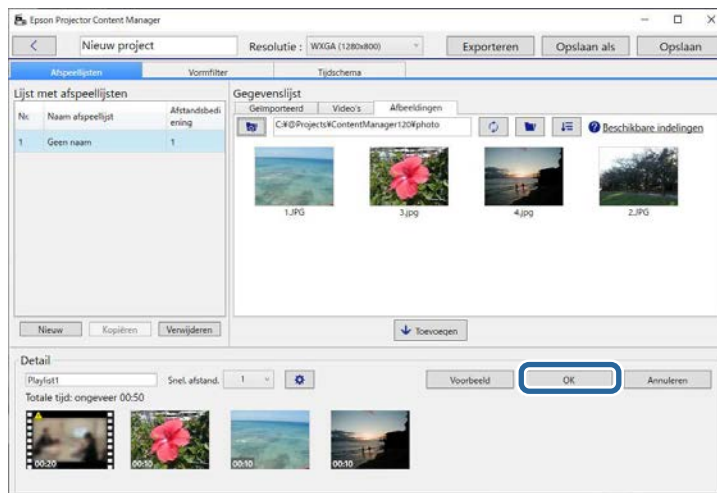 Epson Projector Content Manager
Nieuw project Resolutie : WXGA (1280x800) Exporteren Opslaan als Opslaan
Afspeellijsten Vormfilter Tijdschema
Lijst met afspeellijsten
Nr. Naam afspeellijst Afstandsbedi
ening
1 Geen naam 1
Nieuw Kopiëren Verwijderen
Gegevenslijst
Geïmporteerd Video's Afbeeldingen
C:¥@Projects¥ContentManager120¥photo Beschikbare indelingen
1.JPG 3.jpg 4.jpg 2.JPG
Toevoegen
Detail
Playlist1 Snel. afstand. 1 Voorbeeld OK Annuleren
Totale tijd: ongeveer 00:50
00:20 00:10 00:10 00:10